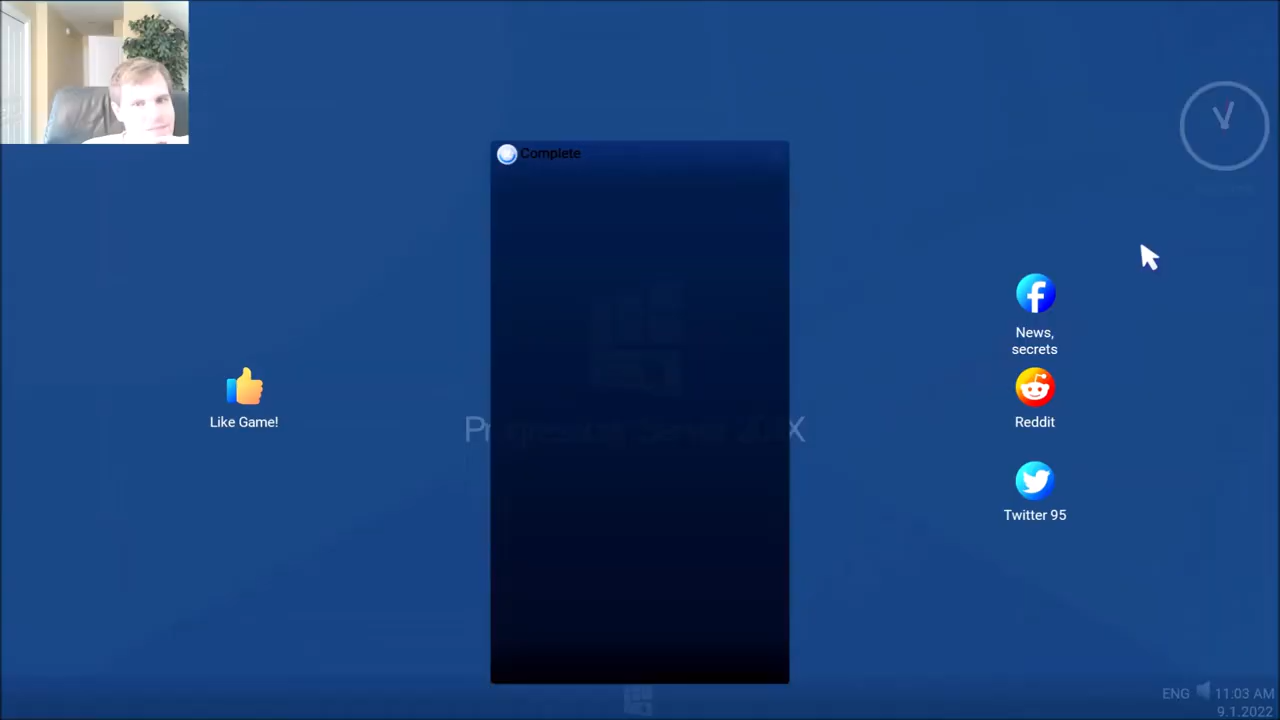 Complete
News,
secrets
Like Game!
Reddit
Twitter 95
ENG 11:03 AM
9.1.2022